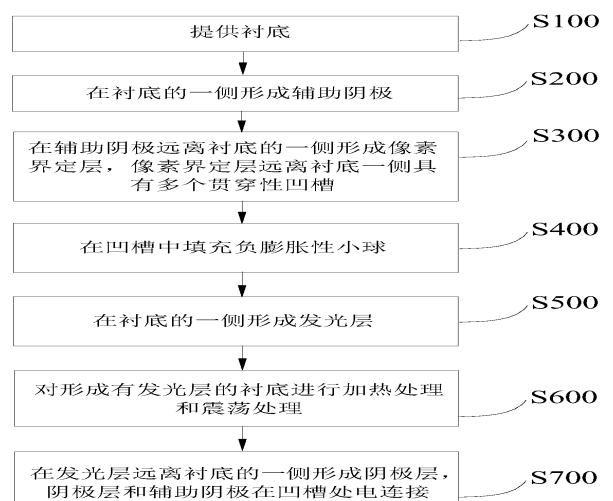 提供衬底
S100
在衬底的一侧形成辅助阴极
S200
在辅助阴极远离衬底的一侧形成像素
界定层，像素界定层远离衬底一侧具
有多个贯穿性凹槽
S300
在凹槽中填充负膨胀性小球
S400
在衬底的一侧形成发光层
S500
对形成有发光层的衬底进行加热处理
和震荡处理
S600
在发光层远离衬底的一侧形成阴极层，
阴极层和辅助阴极在凹槽处电连接
S700